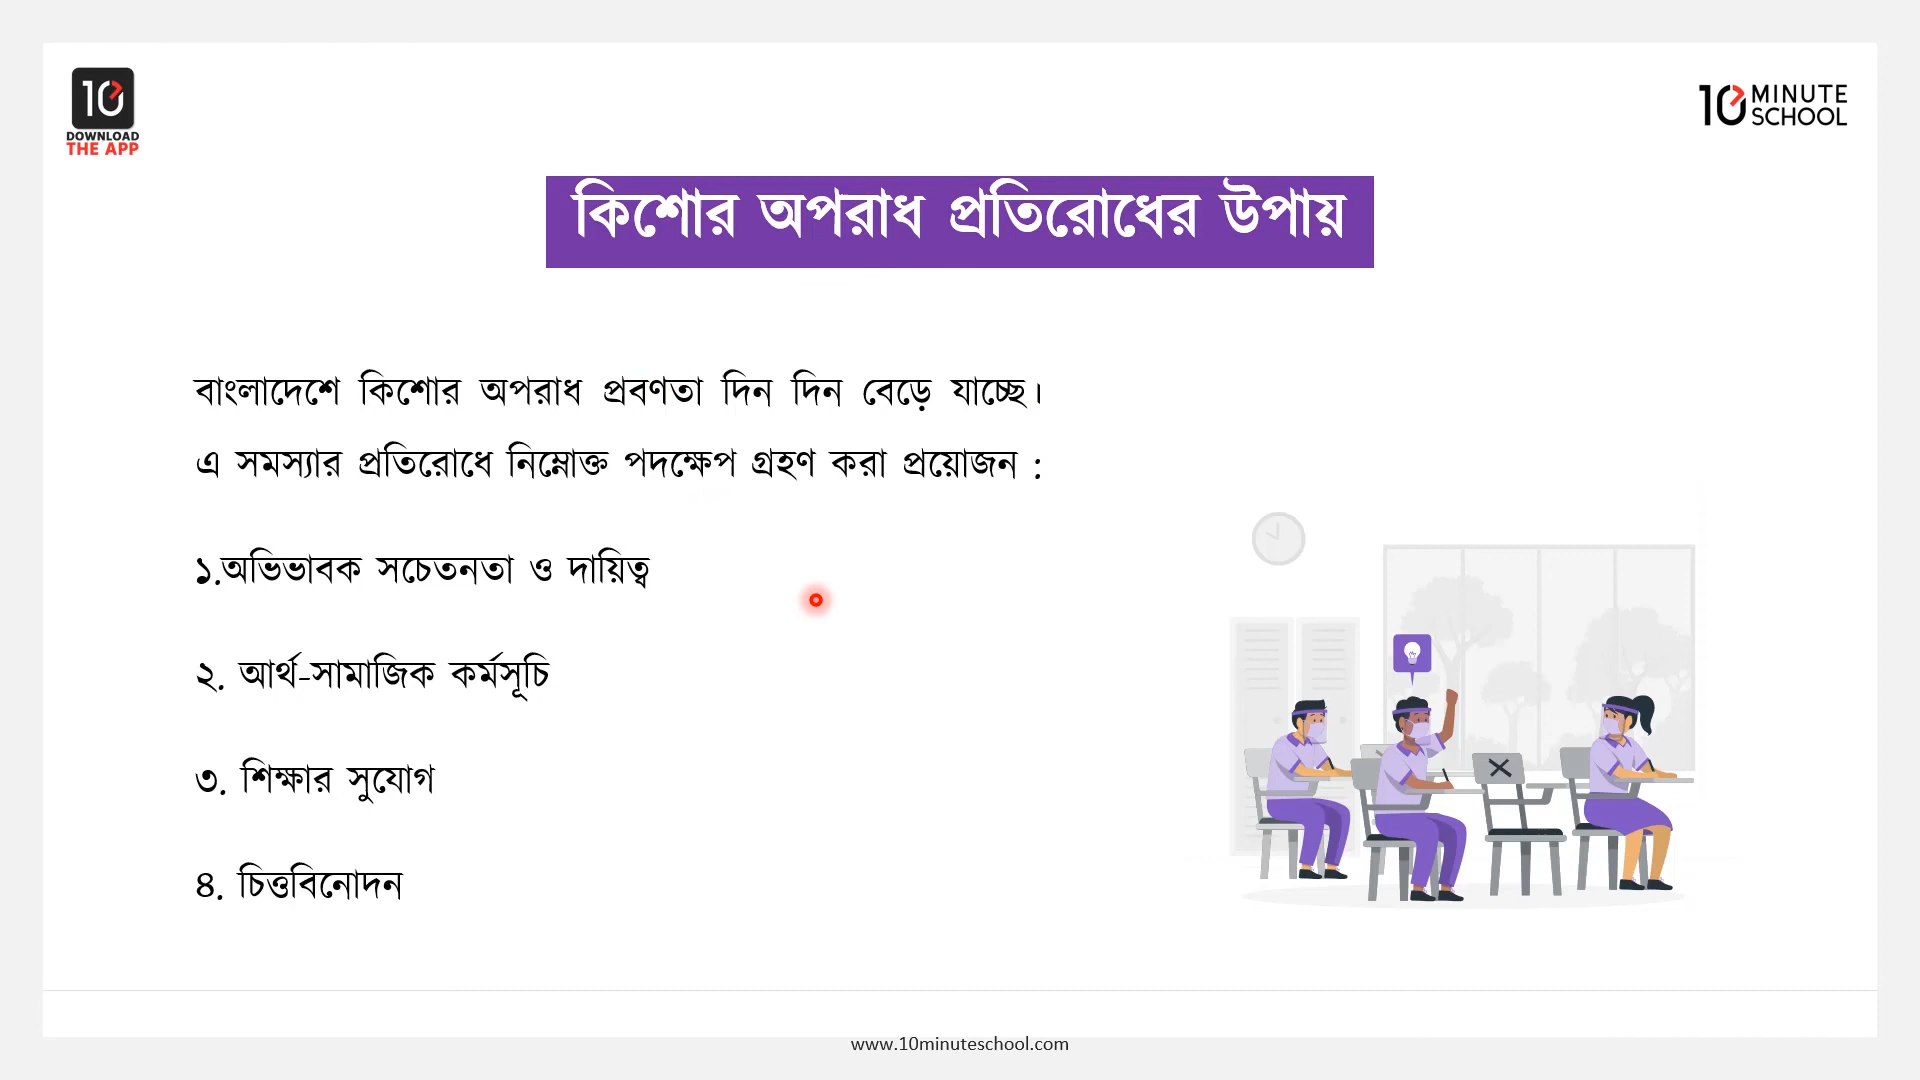 10
DOWNLOAD
THE APP
10 MINUTE
SCHOOL
কিশোর অপরাধ প্রতিরোধের উপায়
বাংলাদেশে কিশোর অপরাধ প্রবণতা দিন দিন বেড়ে যাচ্ছে।
এ সমস্যার প্রতিরোধে নিম্নোক্ত পদক্ষেপ গ্রহণ করা প্রয়োজন :
১.অভিভাবক সচেতনতা ও দায়িত্ব
২. আর্থ-সামাজিক কর্মসূচি
৩. শিক্ষার সুযোগ
৪. চিত্তবিনোদন
www.10minuteschool.com